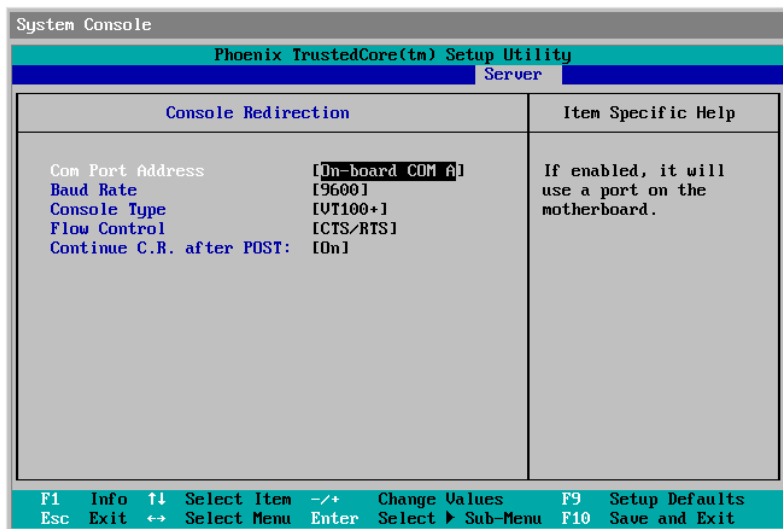 System Console
Phoenix TrustedCore(tm) Setup Utility
Server
Console Redirection
Item Specific Help
Com Port Address [On-board COM A]
Baud Rate [9600]
Console Type [VT100+]
Flow Control [CTS/RTS]
Continue C.R. after POST: [On]
If enabled, it will
use a port on the
motherboard.
F1 Info ↑↓ Select Item -/+ Change Values F9 Setup Defaults
Esc Exit ↔ Select Menu Enter Select ▶ Sub-Menu F10 Save and Exit